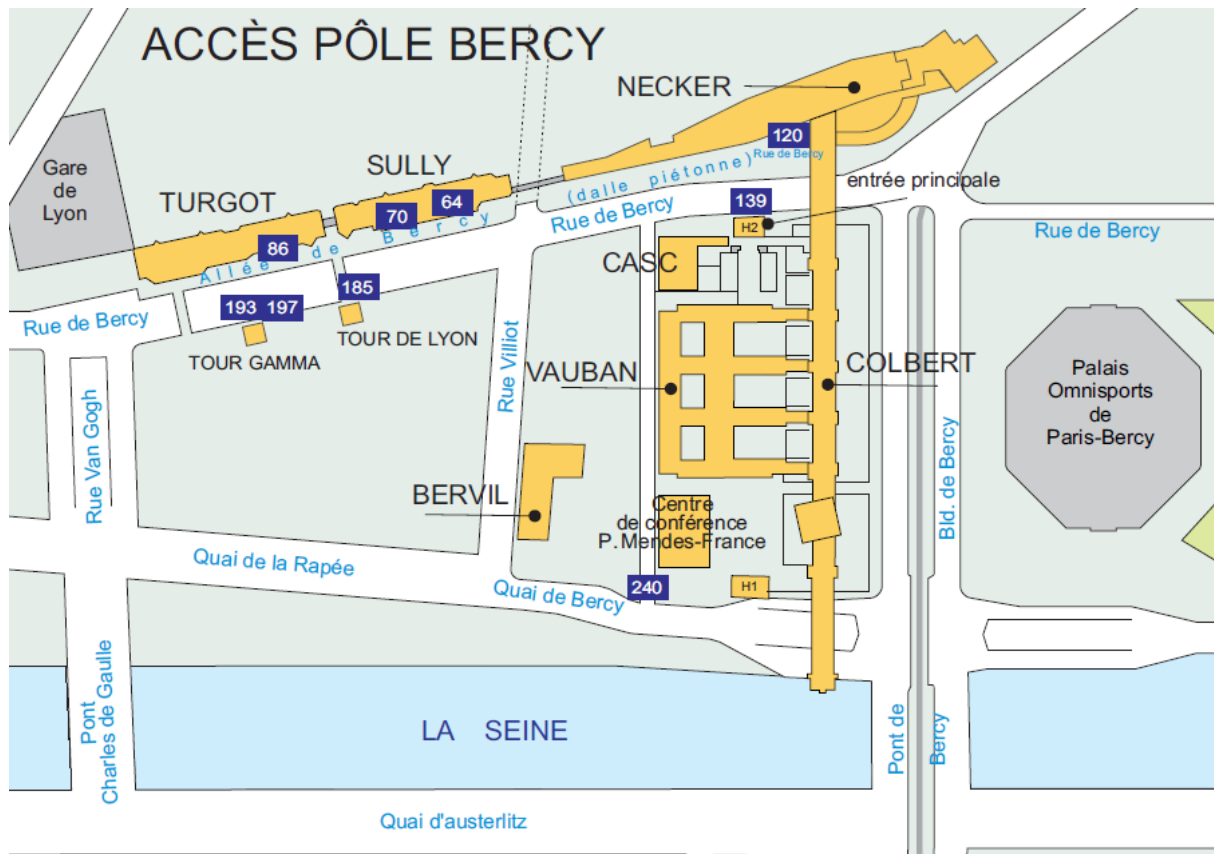 ACCÈS PÔLE BERCY
NECKER
120
Rue de Bercy
(dalle piétonne)
Gare
de
Lyon
SULLY
TURGOT
64
70
86
Allée de Bercy
Rue de Bercy
139
entrée principale
H2
Rue de Bercy
CASC
185
193 197
Rue de Bercy
TOUR DE LYON
TOUR GAMMA
Rue Villiot
VAUBAN
COLBERT
Palais
Omnisports
de
Paris-Bercy
Rue Van Gogh
Bld. de Bercy
BERVIL
Centre
de conférence
P. Mendes-France
Quai de la Rapée
Quai de Bercy
240
H1
Pont
Charles de Gaulle
LA SEINE
Pont de
Bercy
Quai d'austerlitz